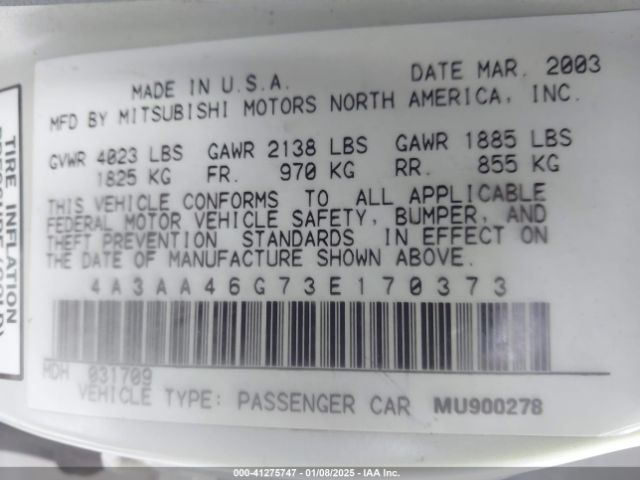 MADE IN U.S.A. DATE MAR. 2003
MFD BY MITSUBISHI MOTORS NORTH AMERICA, INC.
GVWR 4023 LBS GAWR 2138 LBS GAWR 1885 LBS
1825 KG FR. 970 KG RR. 855 KG
THIS VEHICLE CONFORMS TO ALL APPLICABLE
FEDERAL MOTOR VEHICLE SAFETY, BUMPER, AND
THEFT PREVENTION STANDARDS IN EFFECT ON
THE DATE OF MANUFACTURE SHOWN ABOVE.
4A3AA46G73E170373
MDH 031709
VEHICLE TYPE: PASSENGER CAR MU900278
TIRE INFLATION
000-41275747 - 01/08/2025 - IAA Inc.